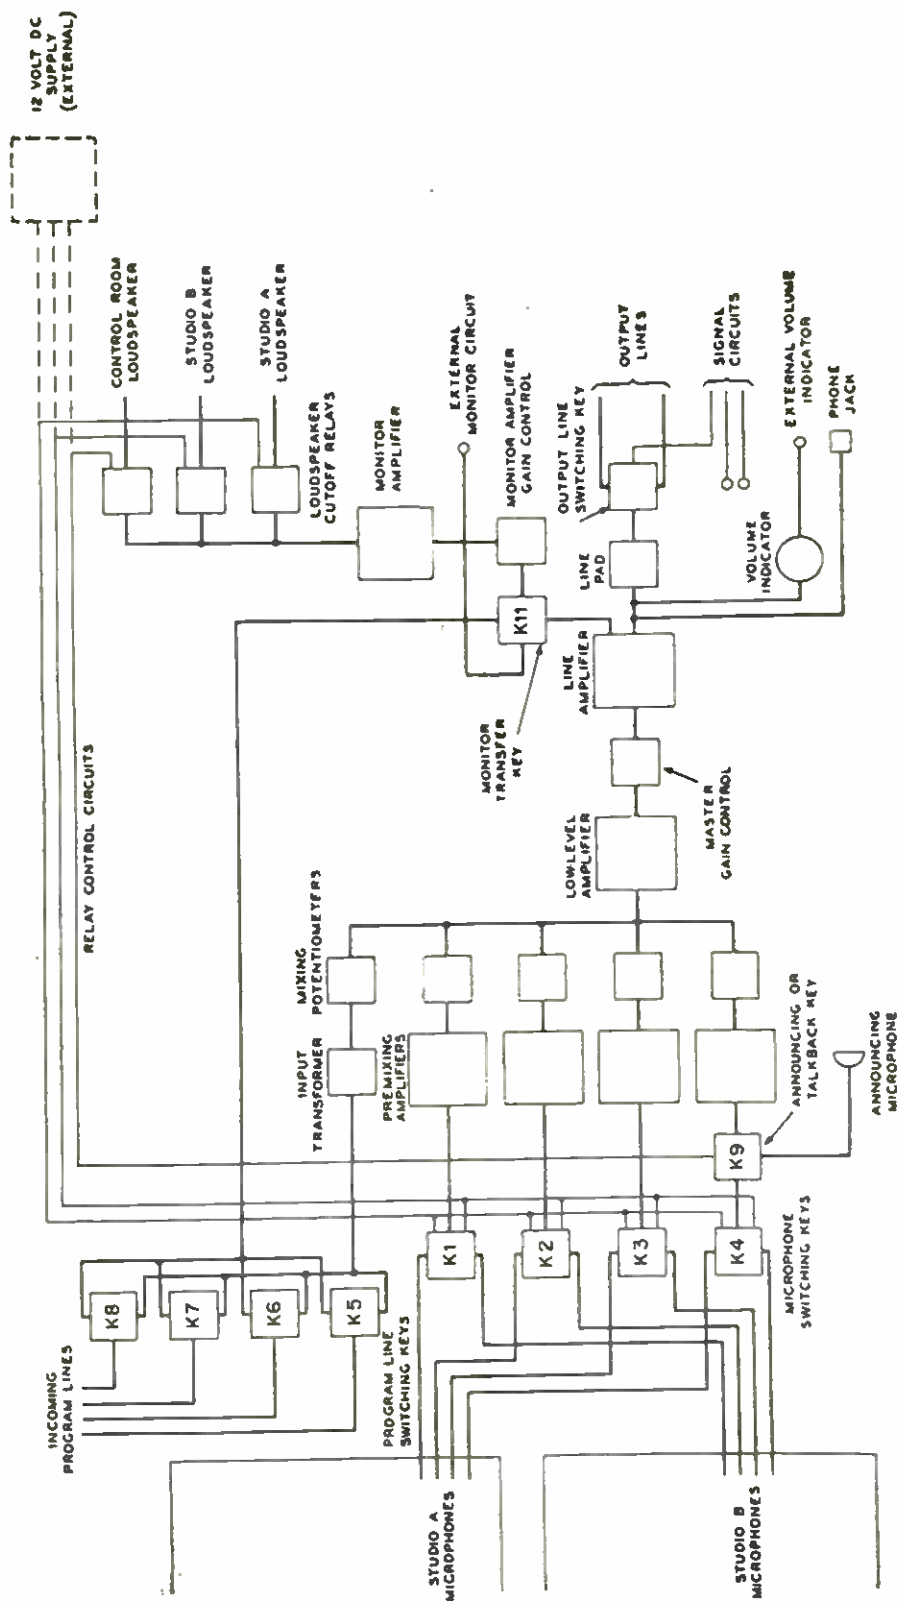 12 VOLT DC
SUPPLY
(EXTERNAL)
CONTROL ROOM
LOUDSPEAKER
STUDIO B
LOUDSPEAKER
STUDIO A
LOUDSPEAKER
LOUDSPEAKER
CUTOFF RELAYS
MONITOR
AMPLIFIER
EXTERNAL
MONITOR CIRCUIT
MONITOR AMPLIFIER
GAIN CONTROL
OUTPUT LINE
SWITCHING KEY
OUTPUT
LINES
SIGNAL
CIRCUITS
EXTERNAL VOLUME
INDICATOR
PHONE
JACK
VOLUME
INDICATOR
LINE
PAD
K11
LINE
AMPLIFIER
MONITOR
TRANSFER
KEY
MASTER
GAIN CONTROL
LOW-LEVEL
AMPLIFIER
RELAY CONTROL CIRCUITS
MIXING
POTENTIOMETERS
INPUT
TRANSFORMER
PREMIXING
AMPLIFIERS
ANNOUNCING OR
TALKBACK KEY
ANNOUNCING
MICROPHONE
K9
K8
K7
K6
K5
K1
K2
K3
K4
MICROPHONE
SWITCHING KEYS
INCOMING
PROGRAM LINES
PROGRAM LINE
SWITCHING KEYS
STUDIO A
MICROPHONES
STUDIO B
MICROPHONES